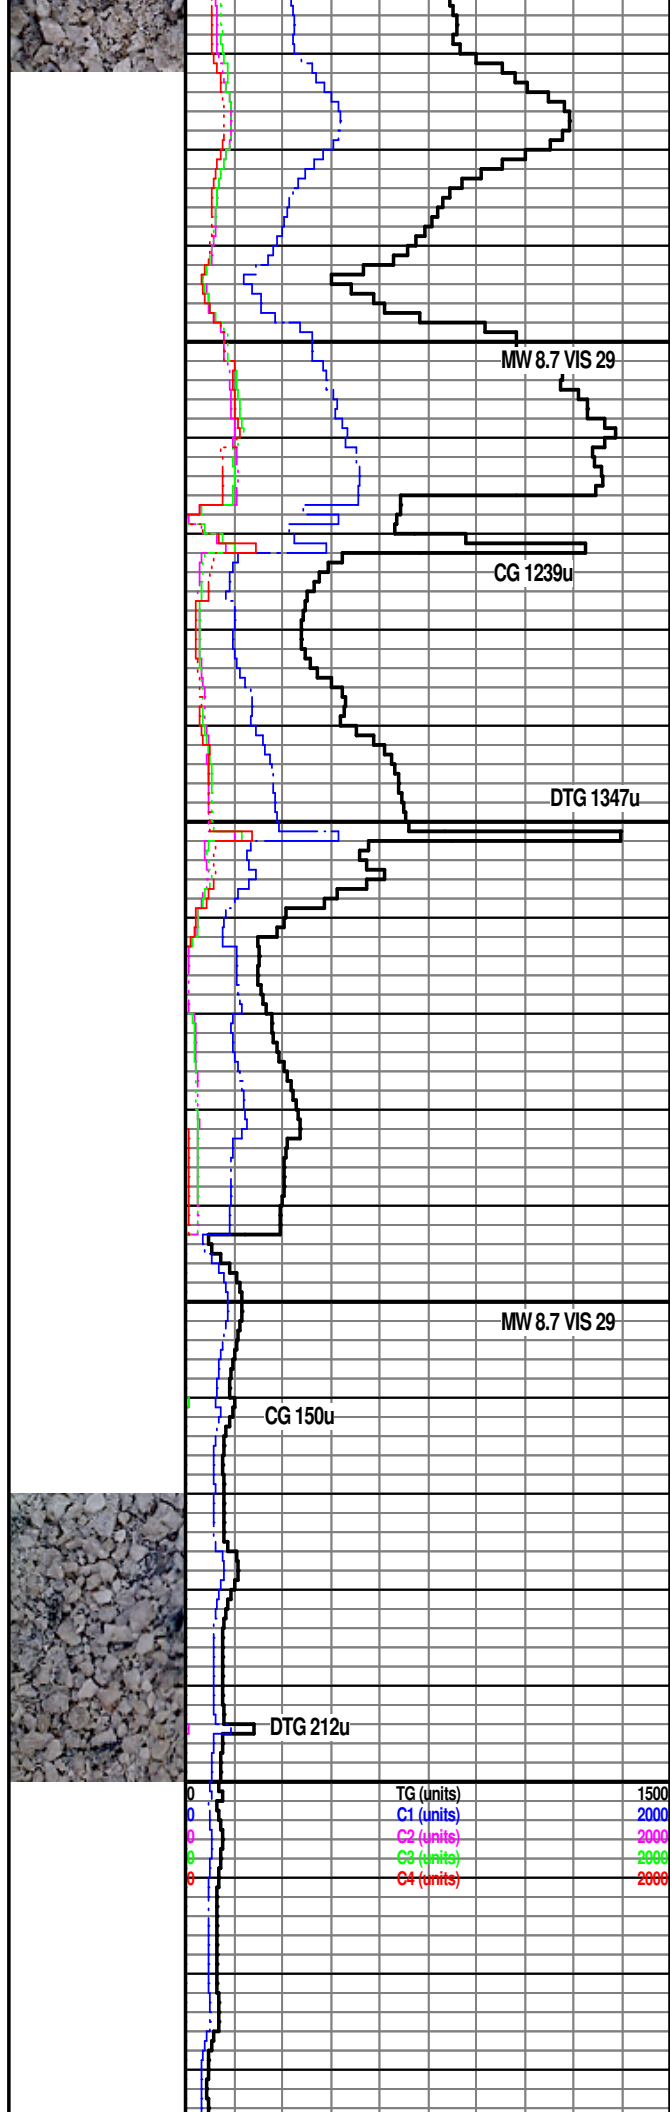 MW 8.7 VIS 29
CG 1239u
DTG 1347u
MW 8.7 VIS 29
CG 150u
DTG 212u
0 TG (units) 1500
0 C1 (units) 2000
0 C2 (units) 2000
0 C3 (units) 2000
0 C4 (units) 2000